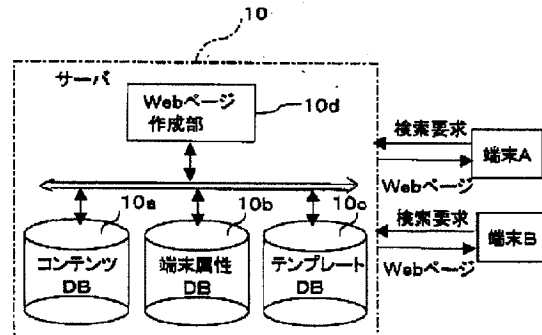 10
サーバ
Webページ
作成部
10d
検索要求
端末A
Webページ
10a
10b
10c
検索要求
端末B
Webページ
コンテンツ
DB
端末属性
DB
テンプレート
DB